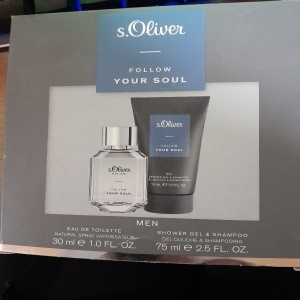 s.Oliver
FOLLOW
YOUR SOUL
s.Oliver
FOLLOW
YOUR SOUL
s.Oliver
FOLLOW
YOUR SOUL
MEN
EAU DE TOILETTE
NATURAL SPRAY VAPORISATEUR
30 ml e 1.0 FL. OZ.
SHOWER GEL & SHAMPOO
GEL DOUCHE & SHAMPOOING
75 ml e 2.5 FL. OZ.